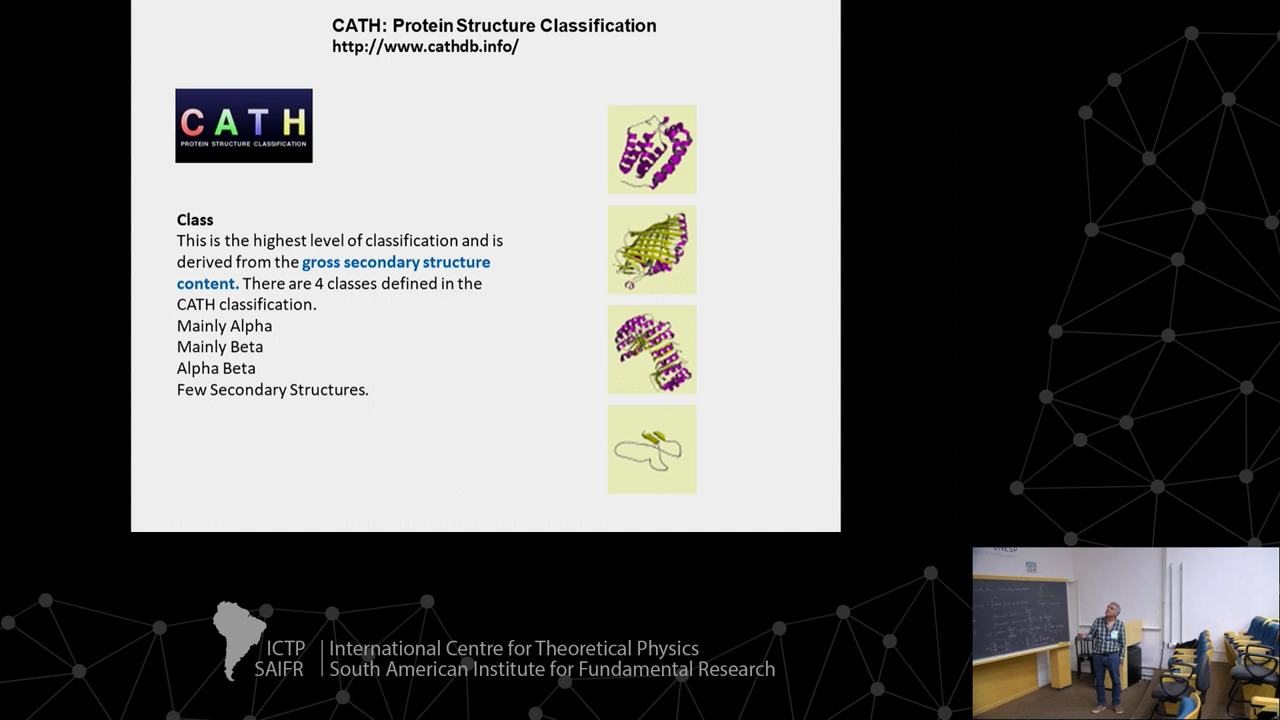 CATH: Protein Structure Classification
http://www.cathdb.info/
CATH
PROTEIN STRUCTURE CLASSIFICATION
Class
This is the highest level of classification and is
derived from the gross secondary structure
content. There are 4 classes defined in the
CATH classification.
Mainly Alpha
Mainly Beta
Alpha Beta
Few Secondary Structures.
UNESP
ICTP
SAIFR
International Centre for Theoretical Physics
South American Institute for Fundamental Research